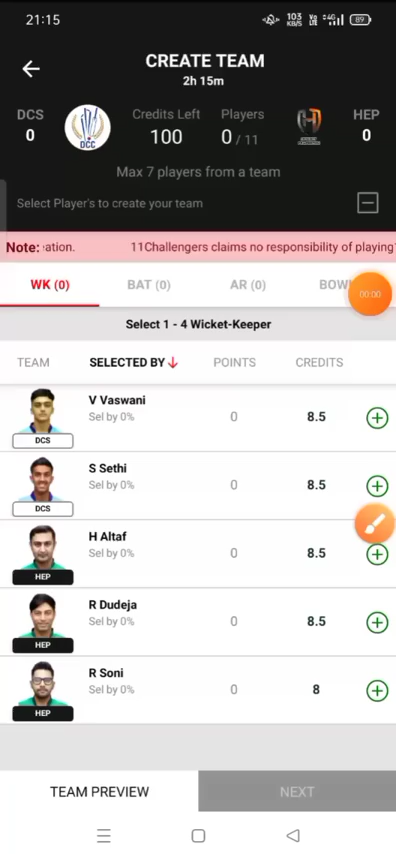 21:15
103 KB/S
4G
89
CREATE TEAM
2h 15m
DCS
0
DCC
Credits Left
100
Players
0 / 11
HEP
0
Max 7 players from a team
Select Player's to create your team
Note: ation. 11Challengers claims no responsibility of playing
WK (0)
BAT (0)
AR (0)
BOW
00:00
Select 1 - 4 Wicket-Keeper
TEAM
SELECTED BY
POINTS
CREDITS
V Vaswani
Sel by 0%
0
8.5
DCS
S Sethi
Sel by 0%
0
8.5
DCS
H Altaf
Sel by 0%
0
8.5
HEP
R Dudeja
Sel by 0%
0
8.5
HEP
R Soni
Sel by 0%
0
8
HEP
TEAM PREVIEW
NEXT